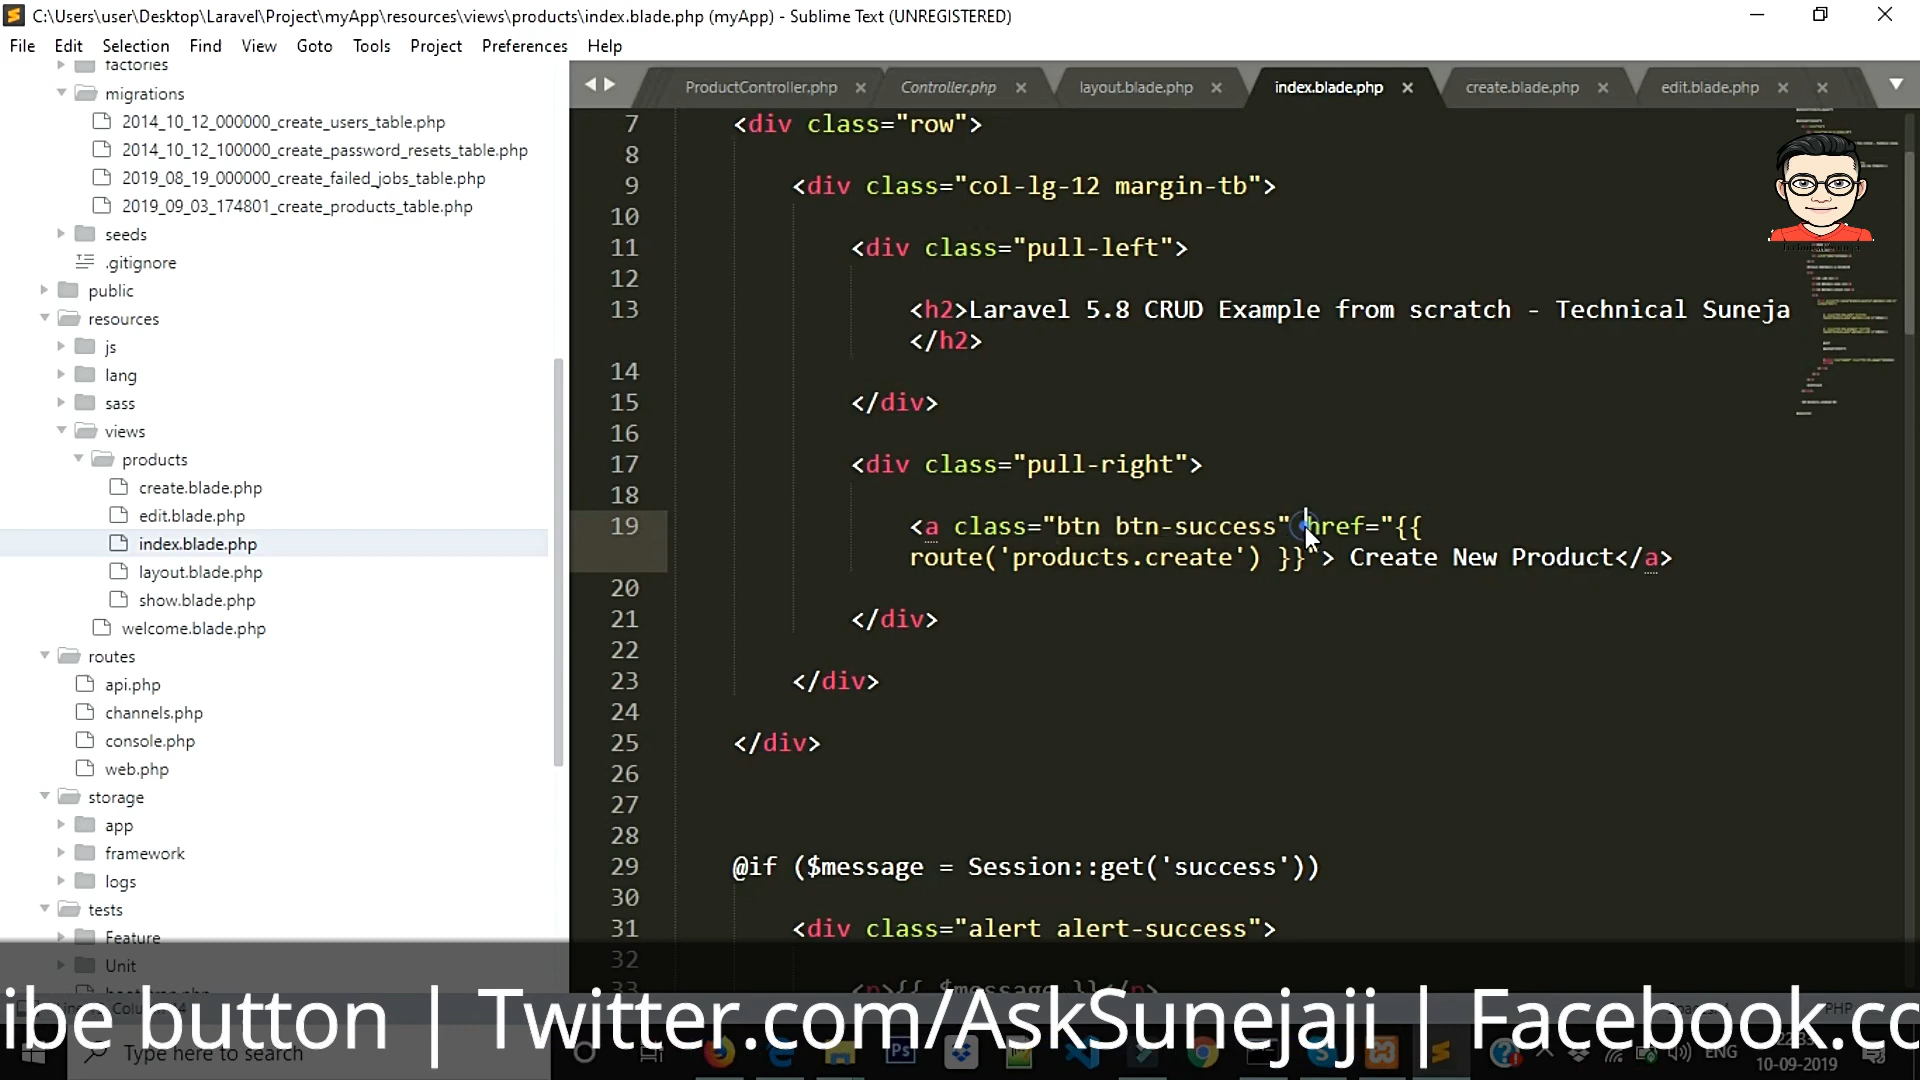 C:\Users\user\Desktop\Laravel\Project\myApp\resources\views\products\index.blade.php (myApp) - Sublime Text (UNREGISTERED)
File Edit Selection Find View Goto Tools Project Preferences Help
factories
migrations
2014_10_12_000000_create_users_table.php
2014_10_12_100000_create_password_resets_table.php
2019_08_19_000000_create_failed_jobs_table.php
2019_09_03_174801_create_products_table.php
seeds
.gitignore
public
resources
js
lang
sass
views
products
create.blade.php
edit.blade.php
index.blade.php
layout.blade.php
show.blade.php
welcome.blade.php
routes
api.php
channels.php
console.php
web.php
storage
app
framework
logs
tests
Feature
Unit
ProductController.php Controller.php layout.blade.php index.blade.php create.blade.php edit.blade.php
7 <div class="row">
8
9 <div class="col-lg-12 margin-tb">
10
11 <div class="pull-left">
12
13 <h2>Laravel 5.8 CRUD Example from scratch - Technical Suneja
</h2>
14
15 </div>
16
17 <div class="pull-right">
18
19 <a class="btn btn-success" href="{{
route('products.create') }}"> Create New Product</a>
20
21 </div>
22
23 </div>
24
25 </div>
26
27
28
29 @if ($message = Session::get('success'))
30
31 <div class="alert alert-success">
32
33 <p>{{ $message }}</p>
ibe button | Twitter.com/AskSunejaji | Facebook.co
Type here to search
ENG
10-09-2019